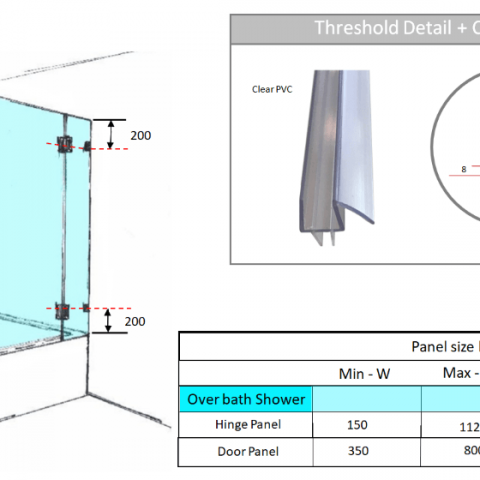 Threshold Detail +
Clear PVC
200
8
200
Panel size
Min - W Max -
Over bath Shower
Hinge Panel 150 112
Door Panel 350 800